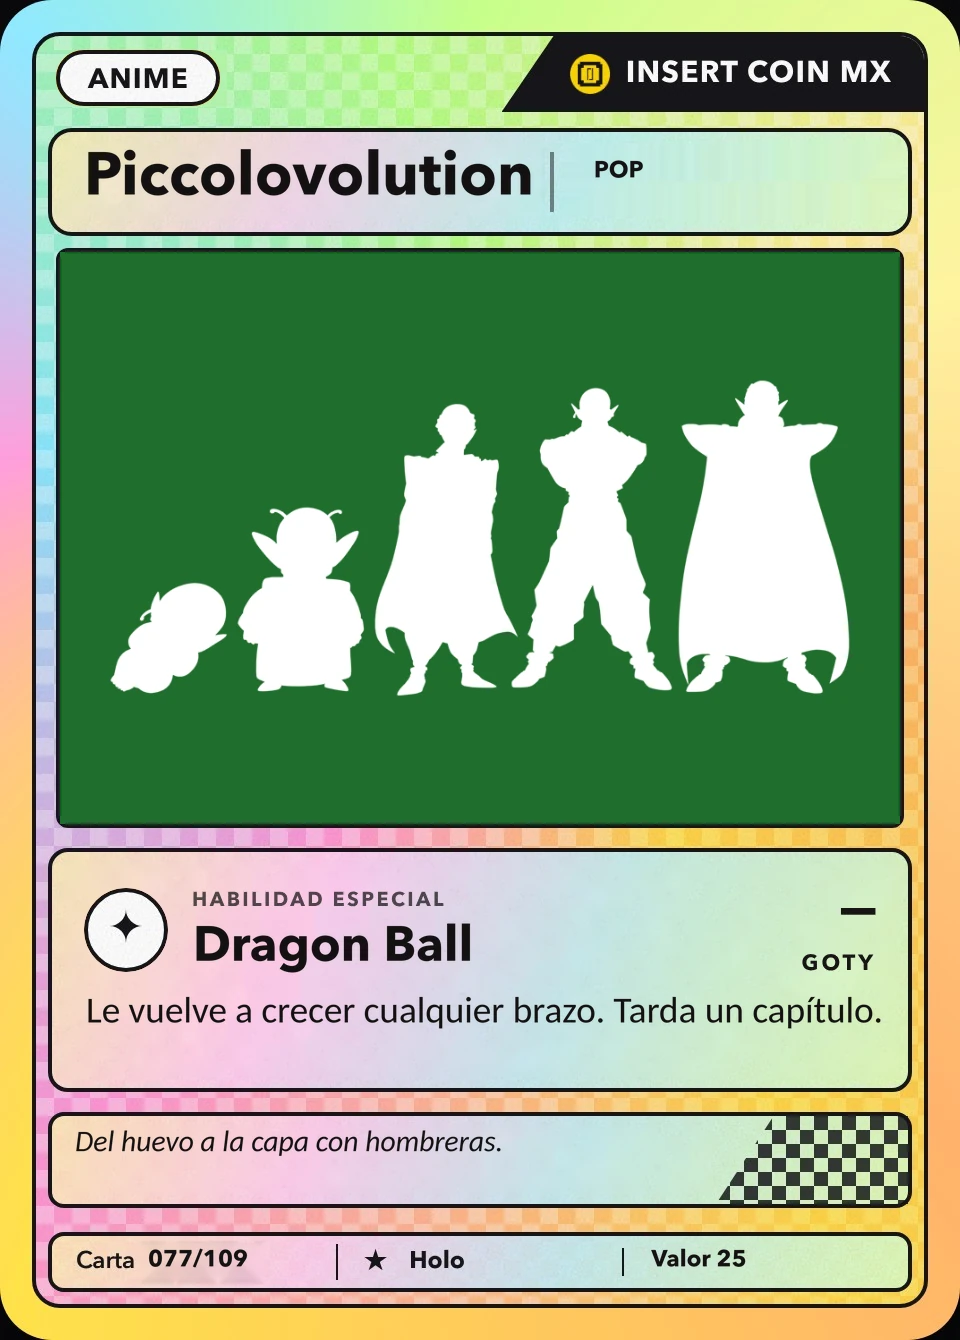 ANIME
INSERT COIN MX
Piccolovolution
POP
HABILIDAD ESPECIAL
Dragon Ball
—
GOTY
Le vuelve a crecer cualquier brazo. Tarda un capítulo.
Del huevo a la capa con hombreras.
Carta 077/109 ★ Holo Valor 25